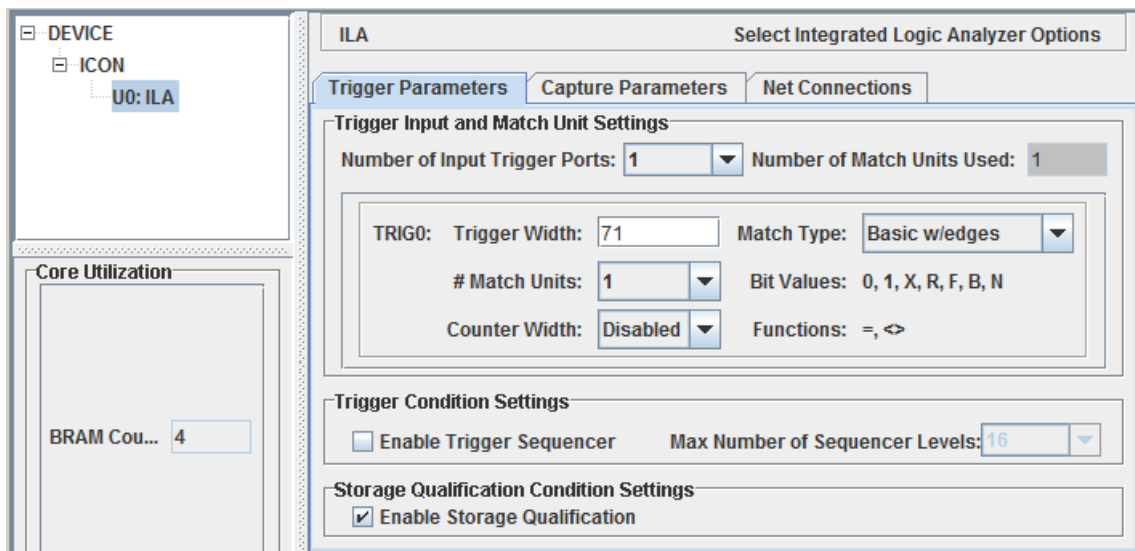 DEVICE
ICON
U0: ILA
Core Utilization
BRAM Cou... 4
ILA Select Integrated Logic Analyzer Options
Trigger Parameters Capture Parameters Net Connections
Trigger Input and Match Unit Settings
Number of Input Trigger Ports: 1 Number of Match Units Used: 1
TRIG0: Trigger Width: 71 Match Type: Basic w/edges
# Match Units: 1 Bit Values: 0, 1, X, R, F, B, N
Counter Width: Disabled Functions: =, <>
Trigger Condition Settings
Enable Trigger Sequencer Max Number of Sequencer Levels: 16
Storage Qualification Condition Settings
Enable Storage Qualification